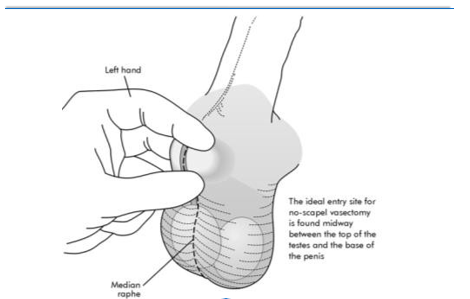 Left hand
The ideal entry site for
no-scapel vasectomy
is found midway
between the top of the
testes and the base of
the penis
Median
raphe